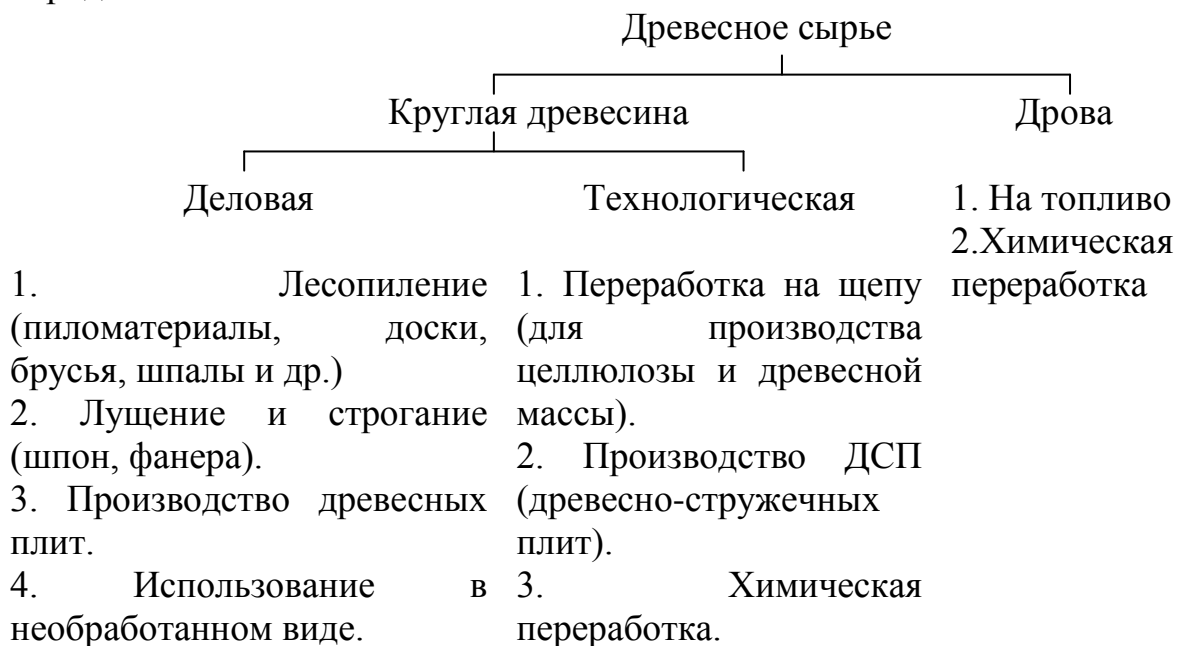 Древесное сырье
Круглая древесина
Дрова
Деловая
Технологическая
1. На топливо
2.Химическая
переработка
1. Лесопиление
(пиломатериалы, доски,
брусья, шпалы и др.)
2. Лущение и строгание
(шпон, фанера).
3. Производство древесных
плит.
4. Использование в
необработанном виде.
1. Переработка на щепу
(для производства
целлюлозы и древесной
массы).
2. Производство ДСП
(древесно-стружечных
плит).
3. Химическая
переработка.